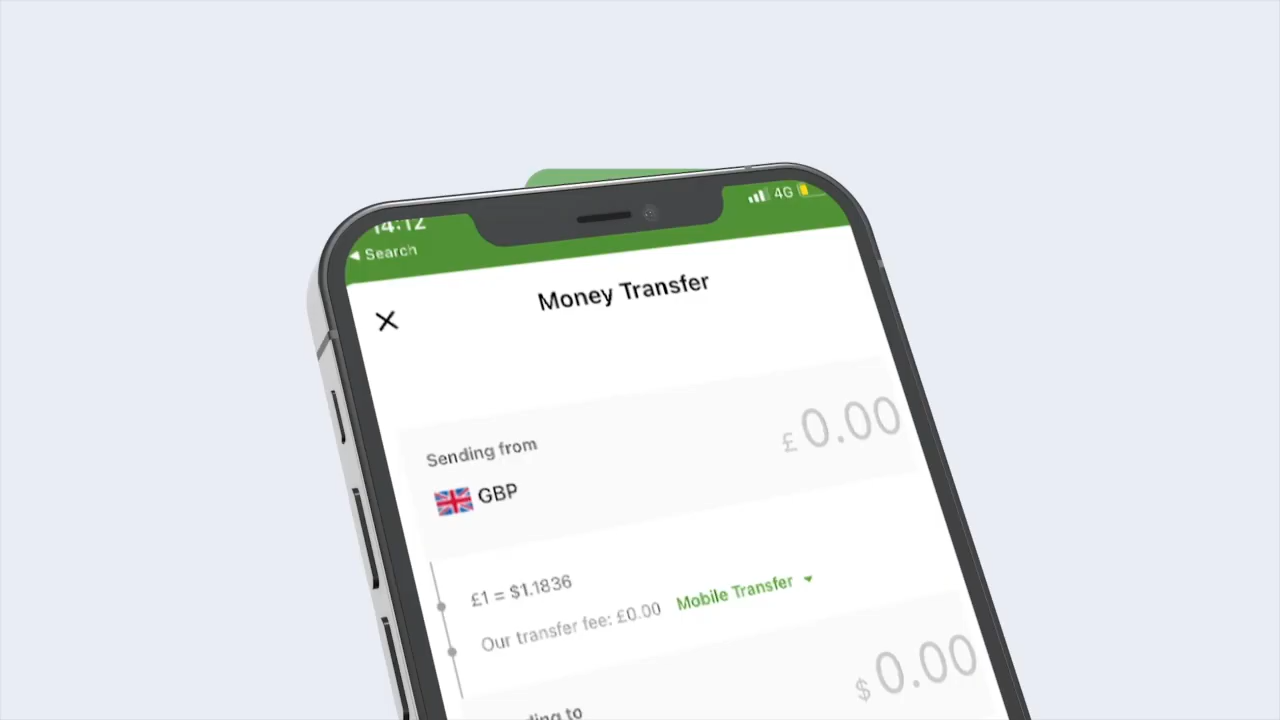 14:12
4G
◀ Search
Money Transfer
Sending from
£ 0.00
GBP
£1 = $1.1836
Our transfer fee: £0.00 Mobile Transfer
$ 0.00
to